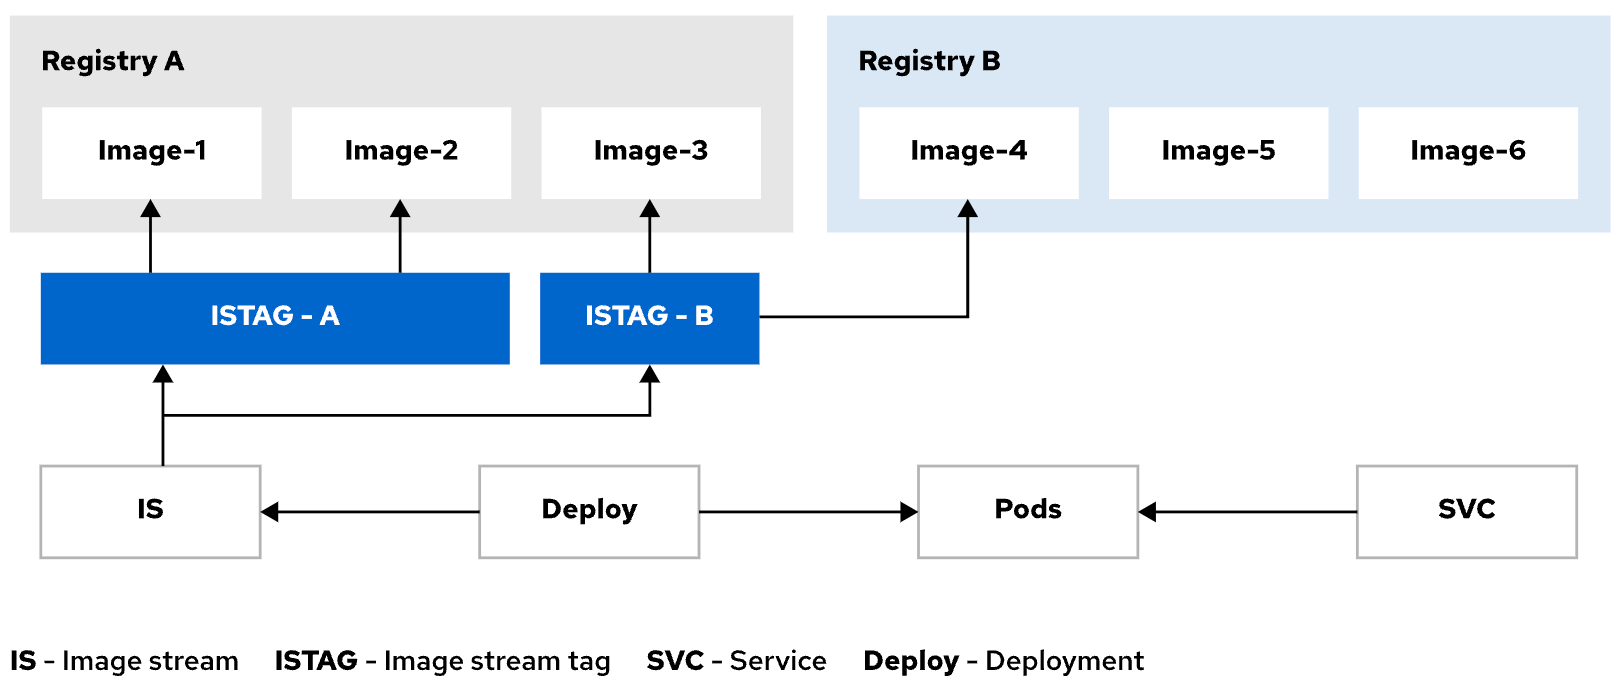 Registry A
Registry B
Image-1
Image-2
Image-3
Image-4
Image-5
Image-6
ISTAG - A
ISTAG - B
IS
Deploy
Pods
SVC
IS - Image stream ISTAG - Image stream tag SVC - Service Deploy - Deployment